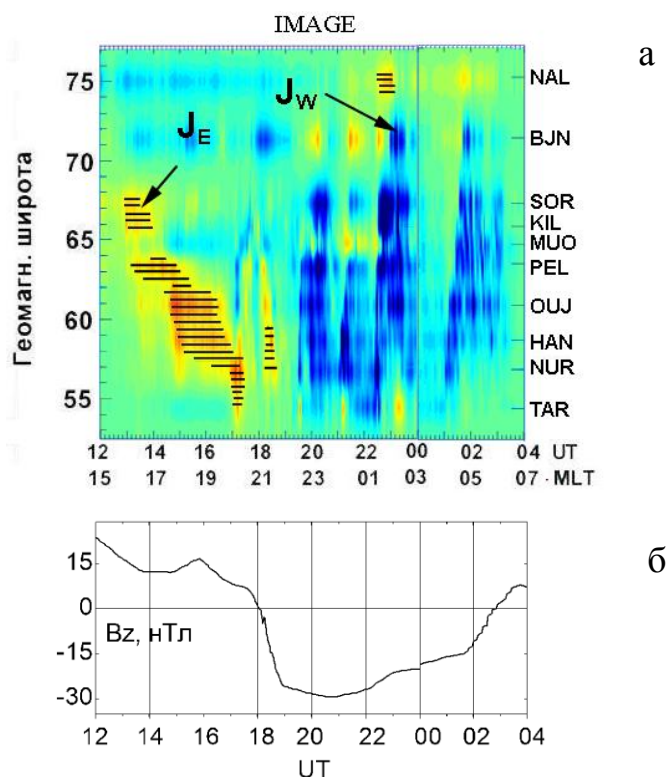 IMAGE
а
75
70
65
60
55
Геомагн. широта
J_E
J_W
NAL
BJN
SOR
KIL
MUO
PEL
OUJ
HAN
NUR
TAR
12 14 16 18 20 22 00 02 04 UT
15 17 19 21 23 01 03 05 07 · MLT
б
15
0
-15
-30
Bz, нТл
12 14 16 18 20 22 00 02 04
UT